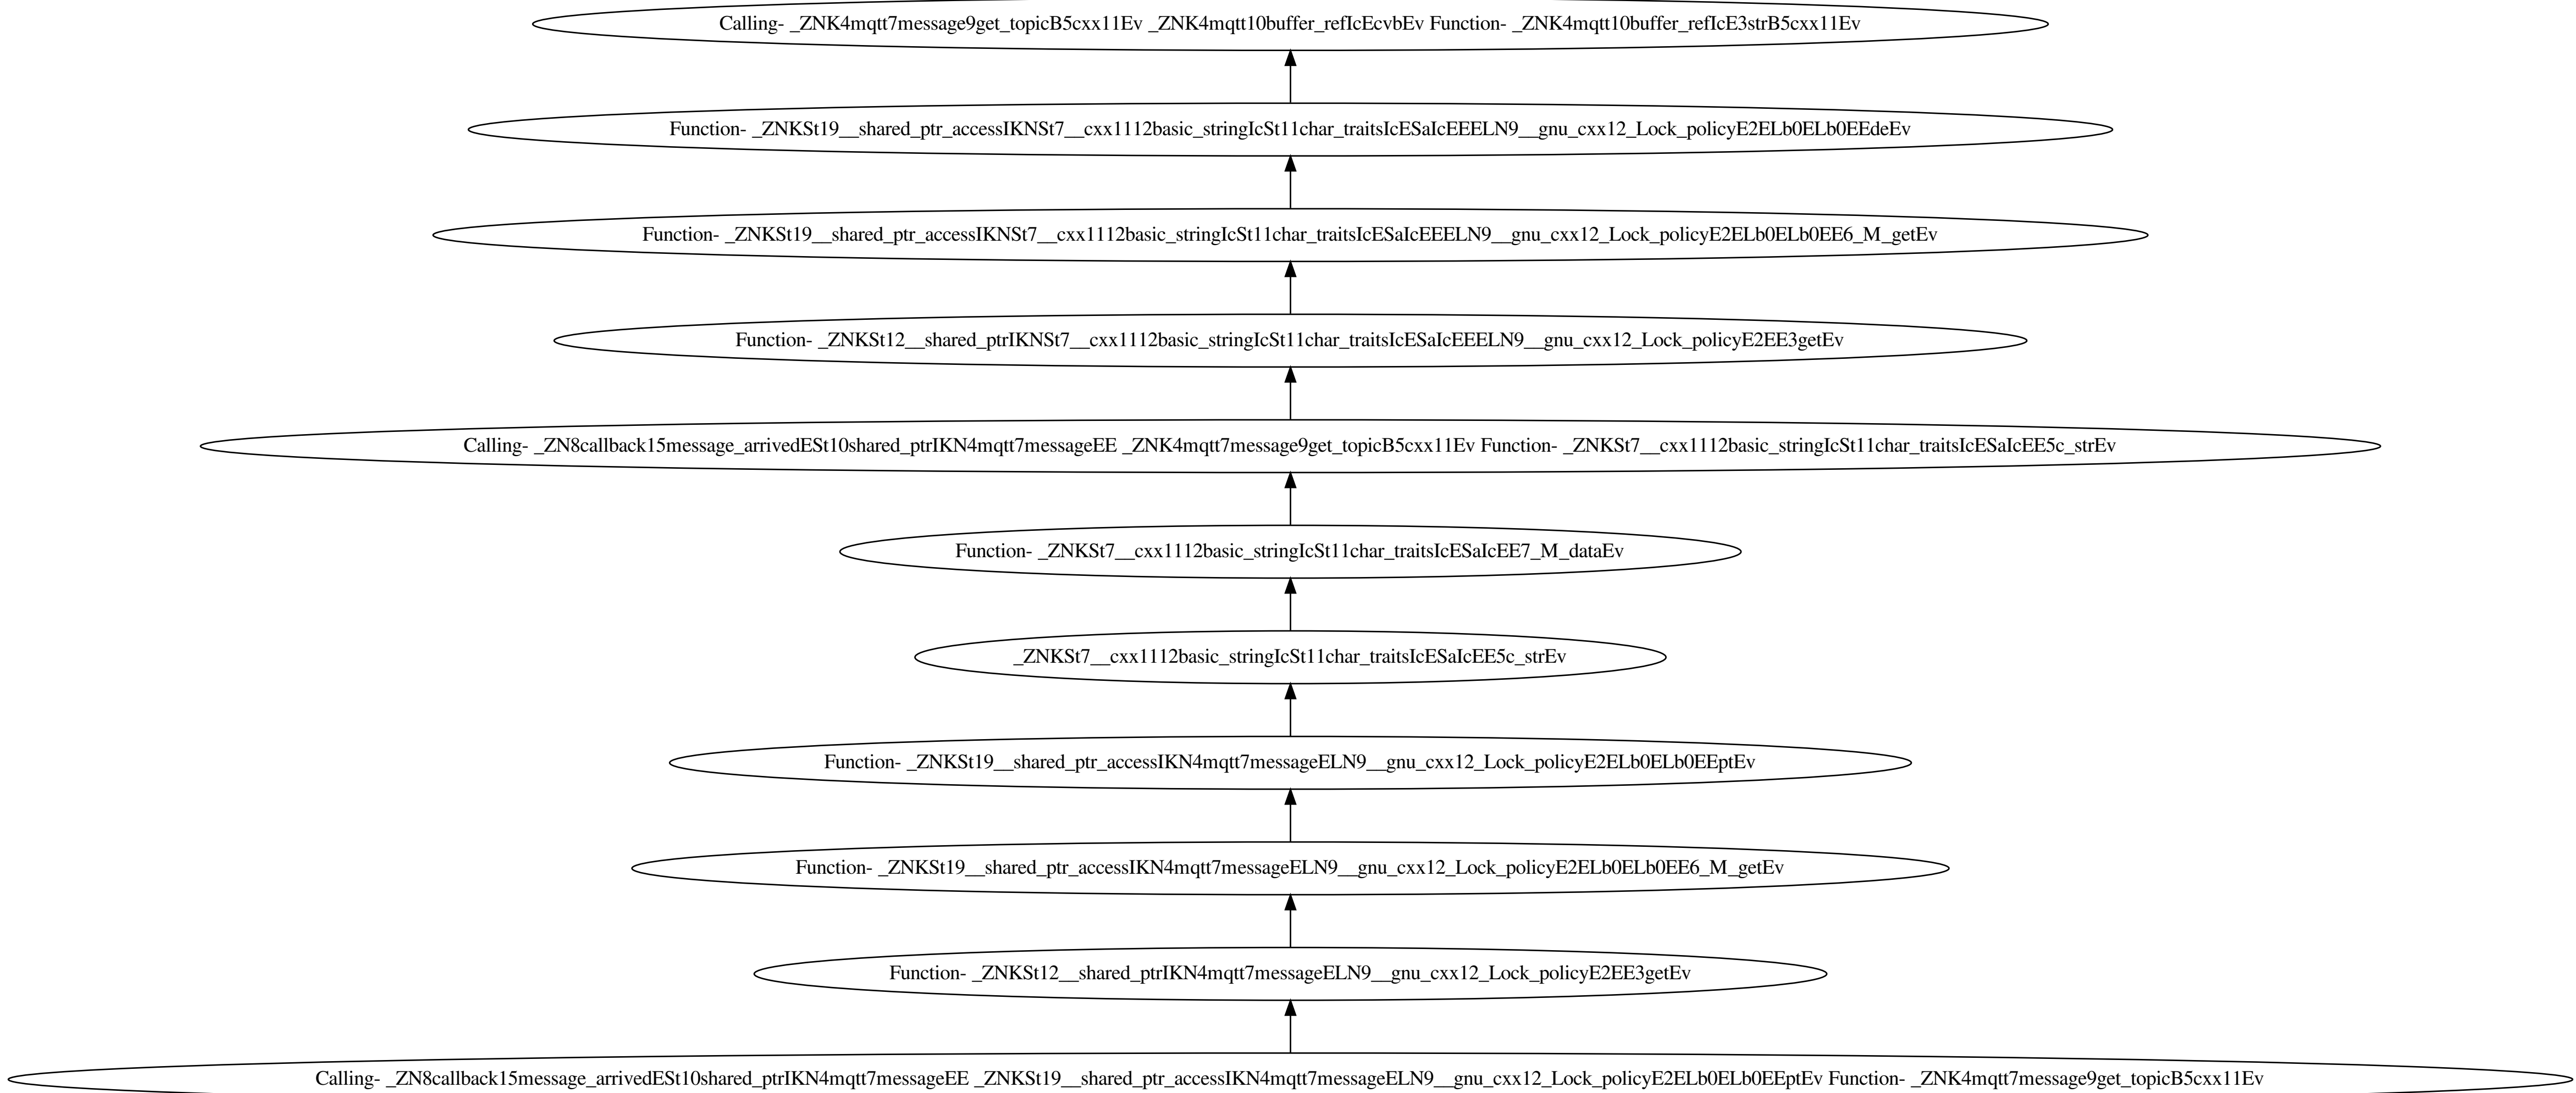 Calling- _ZNK4mqtt7message9get_topicB5cxx11Ev _ZNK4mqtt10buffer_refIcEcvbEv Function- _ZNK4mqtt10buffer_refIcE3strB5cxx11Ev
Function- _ZNKSt19__shared_ptr_accessIKNSt7__cxx1112basic_stringIcSt11char_traitsIcESaIcEEELN9__gnu_cxx12_Lock_policyE2ELb0ELb0EEdeEv
Function- _ZNKSt19__shared_ptr_accessIKNSt7__cxx1112basic_stringIcSt11char_traitsIcESaIcEEELN9__gnu_cxx12_Lock_policyE2ELb0ELb0EE6_M_getEv
Function- _ZNKSt12__shared_ptrIKNSt7__cxx1112basic_stringIcSt11char_traitsIcESaIcEEELN9__gnu_cxx12_Lock_policyE2EE3getEv
Calling- _ZN8callback15message_arrivedESt10shared_ptrIKN4mqtt7messageEE _ZNK4mqtt7message9get_topicB5cxx11Ev Function- _ZNKSt7__cxx1112basic_stringIcSt11char_traitsIcESaIcEE5c_strEv
Function- _ZNKSt7__cxx1112basic_stringIcSt11char_traitsIcESaIcEE7_M_dataEv
_ZNKSt7__cxx1112basic_stringIcSt11char_traitsIcESaIcEE5c_strEv
Function- _ZNKSt19__shared_ptr_accessIKN4mqtt7messageELN9__gnu_cxx12_Lock_policyE2ELb0ELb0EEptEv
Function- _ZNKSt19__shared_ptr_accessIKN4mqtt7messageELN9__gnu_cxx12_Lock_policyE2ELb0ELb0EE6_M_getEv
Function- _ZNKSt12__shared_ptrIKN4mqtt7messageELN9__gnu_cxx12_Lock_policyE2EE3getEv
Calling- _ZN8callback15message_arrivedESt10shared_ptrIKN4mqtt7messageEE _ZNKSt19__shared_ptr_accessIKN4mqtt7messageELN9__gnu_cxx12_Lock_policyE2ELb0ELb0EEptEv Function- _ZNK4mqtt7message9get_topicB5cxx11Ev